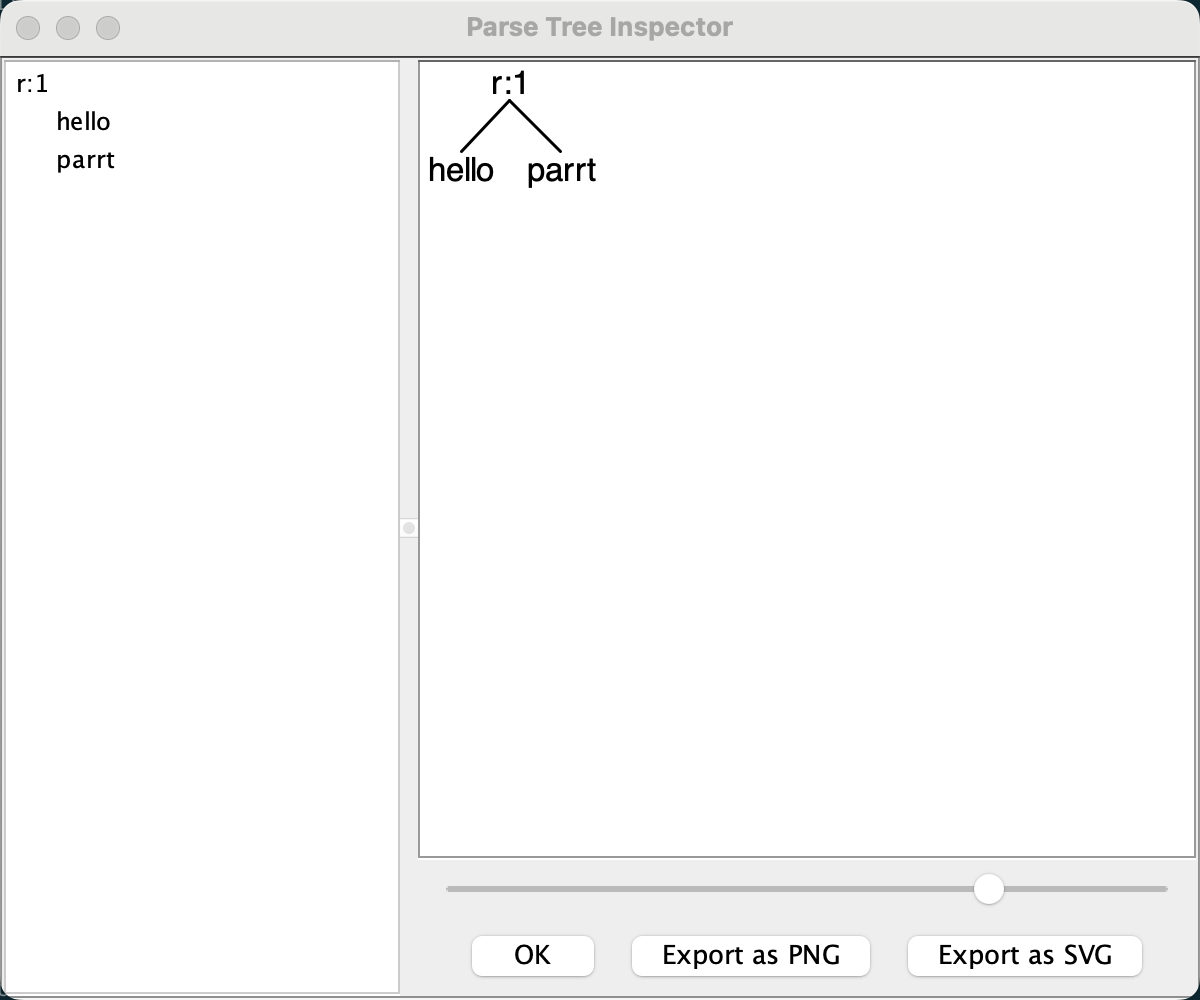 Parse Tree Inspector
r:1
hello
parrt
r:1
hello parrt
OK Export as PNG Export as SVG